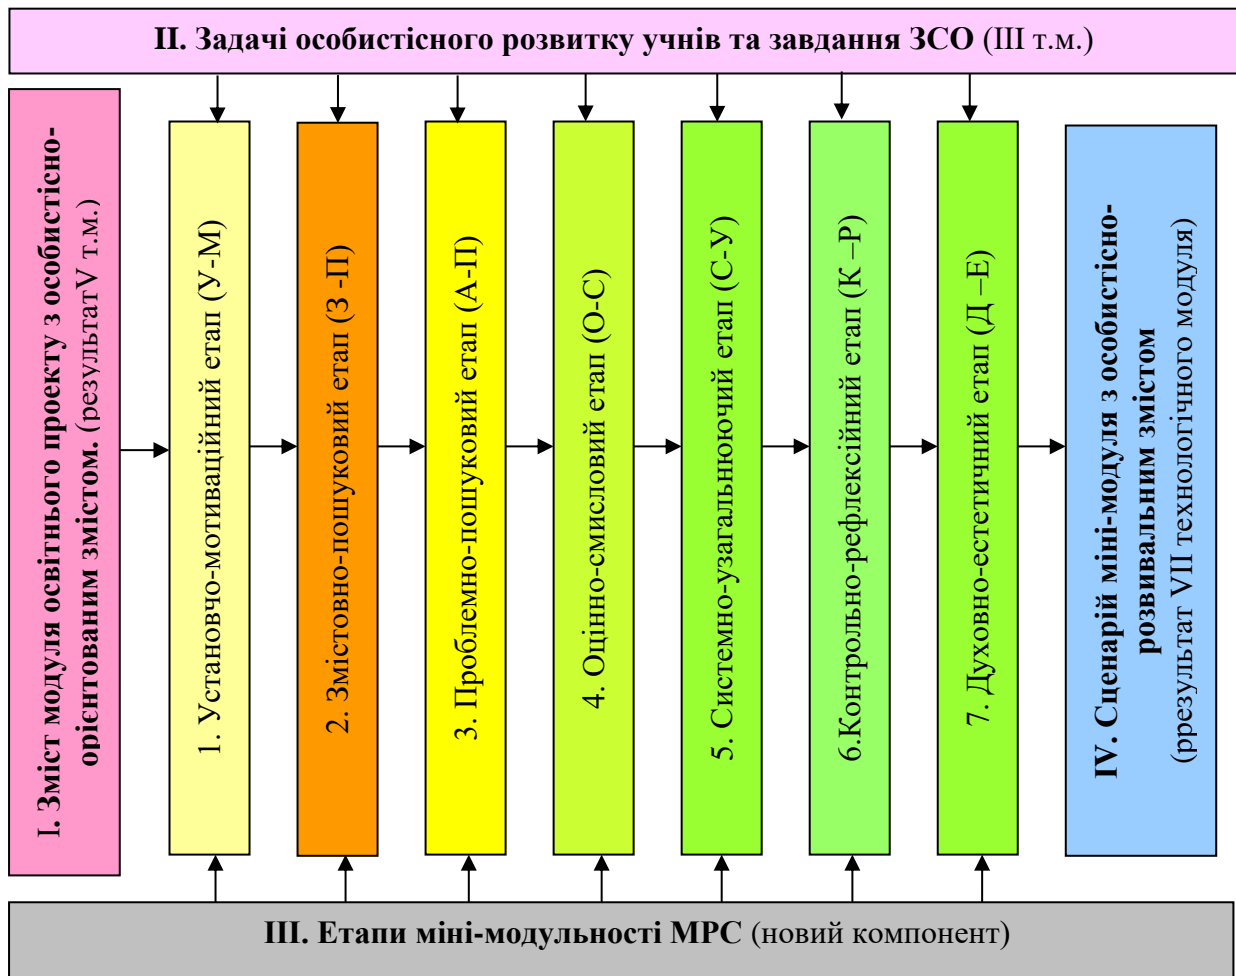 II. Задачі особистісного розвитку учнів та завдання ЗСО (III т.м.)
I. Зміст модуля освітнього проекту з особистісно-
орієнтованим змістом. (результатV т.м.)
1. Установчо-мотиваційний етап (У-М)
2. Змістовно-пошуковий етап (З -П)
3. Проблемно-пошуковий етап (А-П)
4. Оцінно-смисловий етап (О-С)
5. Системно-узагальнюючий етап (С-У)
6.Контрольно-рефлексійний етап (К –Р)
7. Духовно-естетичний етап (Д –Е)
IV. Сценарій міні-модуля з особистісно-
розвивальним змістом
(ррезультат VII технологічного модуля)
III. Етапи міні-модульності МРС (новий компонент)